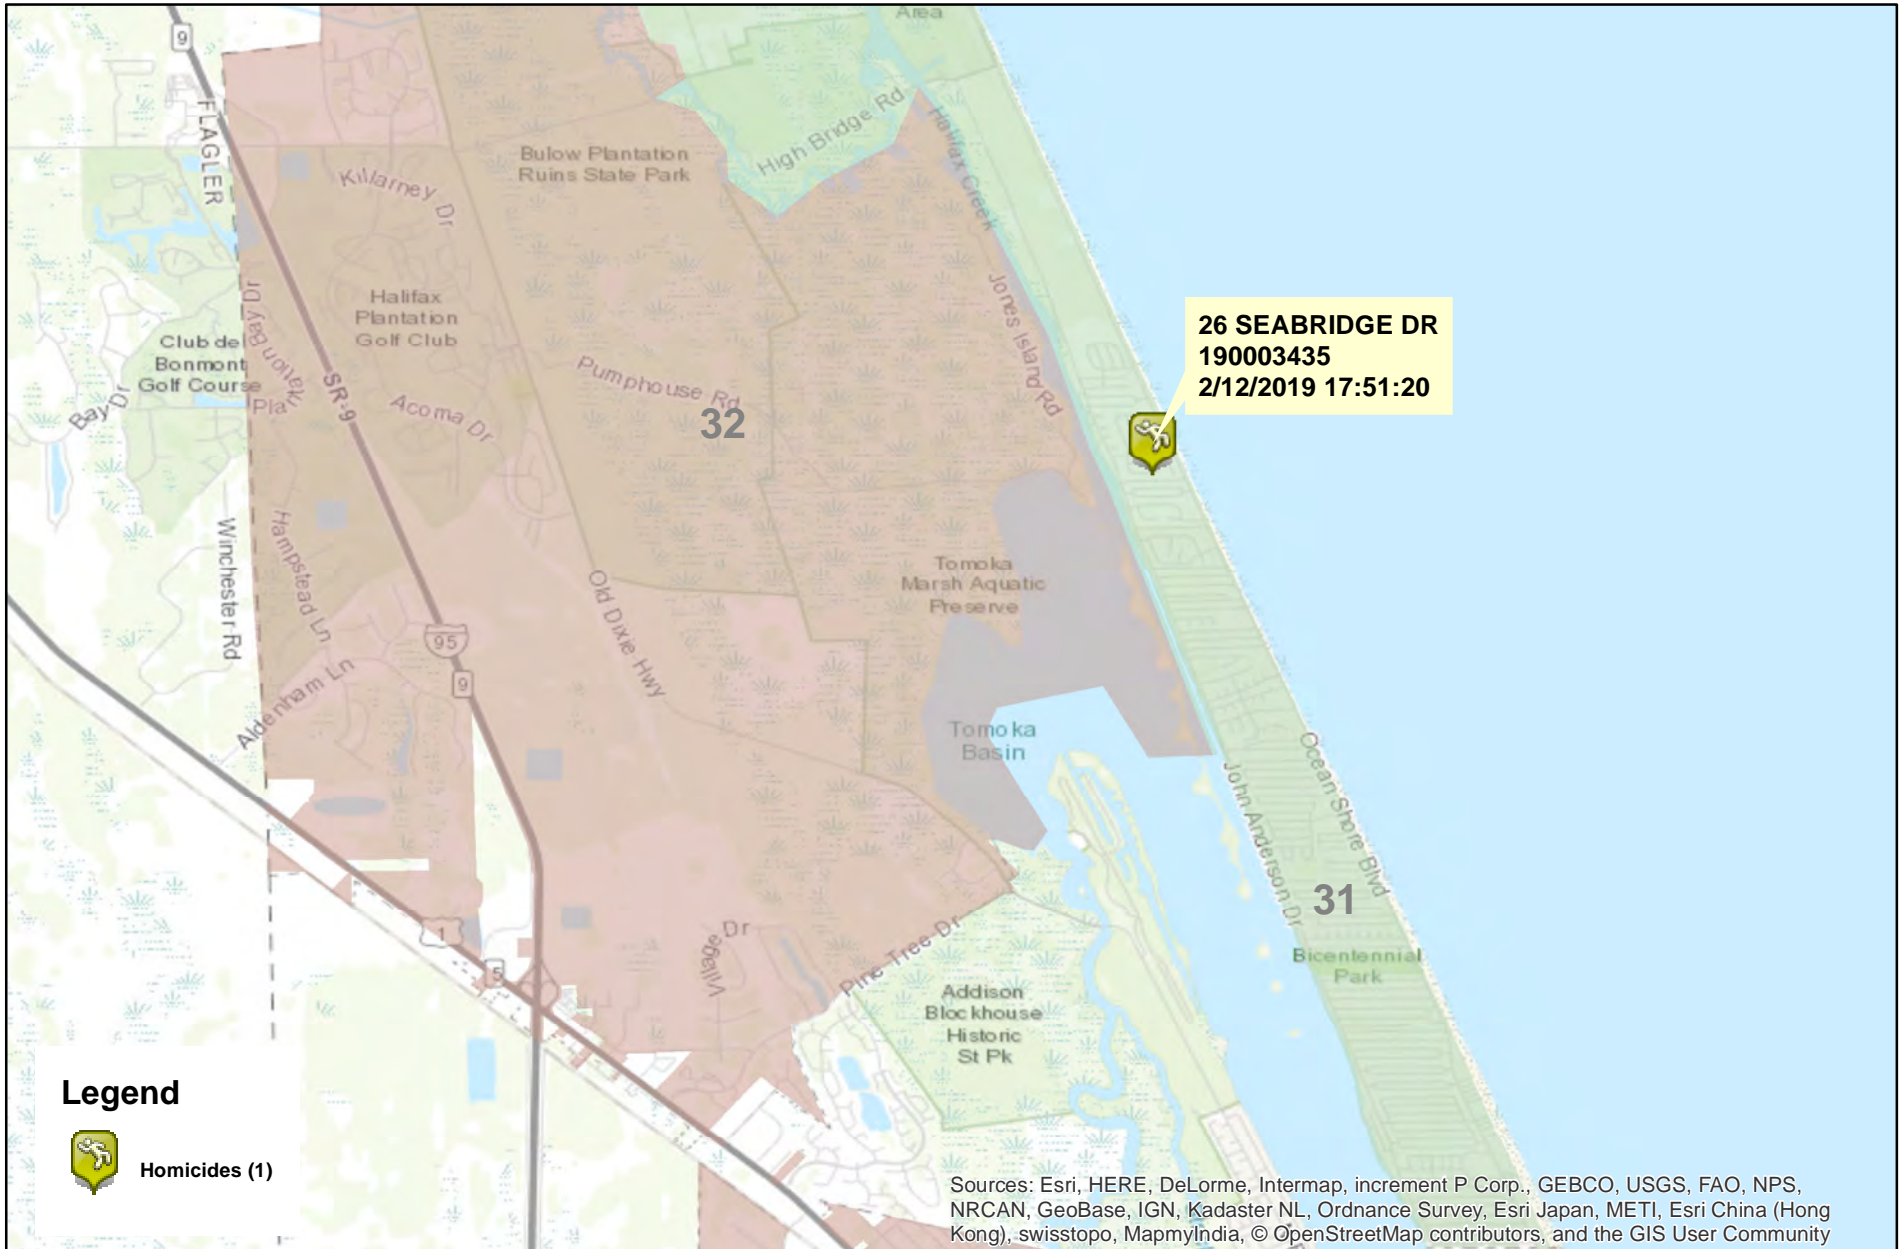 Area
9
FLAGLER
High Bridge Rd
Halifax Creek
Bulow Plantation
Ruins State Park
Killarney Dr
Jones Island Rd
Halifax
Plantation
Golf Club
26 SEABRIDGE DR
190003435
2/12/2019 17:51:20
Club de
Bonmont
Golf Course
Bay Dr
SR-9
Pumphouse Rd
Acoma Dr
32
Winchester Rd
Hampstead Ln
Tomoka
Marsh Aquatic
Preserve
Old Dixie Hwy
95
9
Aldenham Ln
Tomoka
Basin
Ocean Shore Blvd
John Anderson Dr
31
1
5
Village Dr
Pine Tree Dr
Bicentennial
Park
Addison
Blockhouse
Historic
St Pk
Legend
Homicides (1)
Sources: Esri, HERE, DeLorme, Intermap, increment P Corp., GEBCO, USGS, FAO, NPS,
NRCAN, GeoBase, IGN, Kadaster NL, Ordnance Survey, Esri Japan, METI, Esri China (Hong
Kong), swisstopo, MapmyIndia, © OpenStreetMap contributors, and the GIS User Community